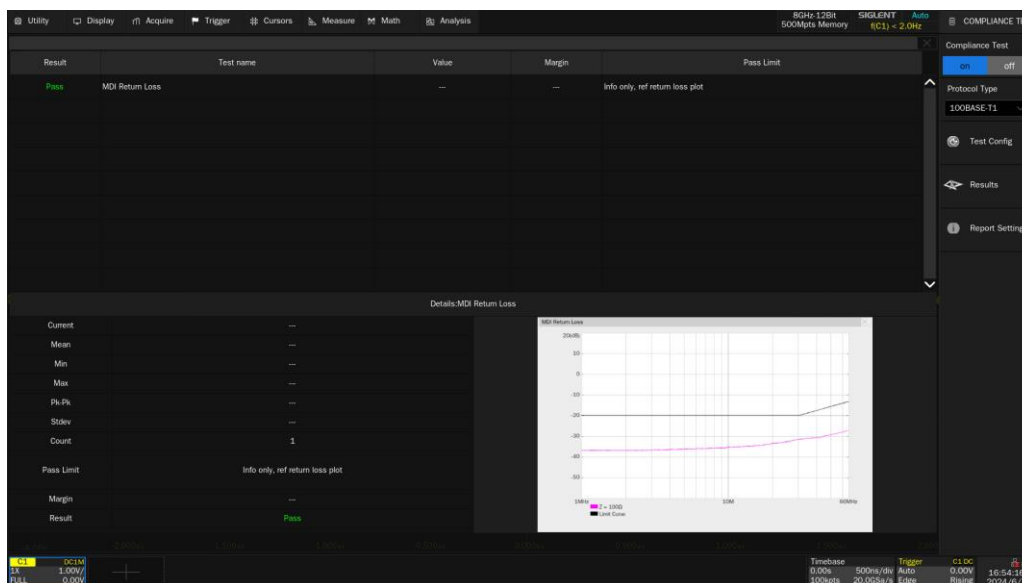 Utility Display Acquire Trigger Cursors Measure Math Analysis
8GHz-12Bit
500Mpts Memory
SIGLENT Auto
f(C1) < 2.0Hz
COMPLIANCE
Result Test name Value Margin Pass Limit
Pass MDI Return Loss --- --- Info only, ref return loss plot
Compliance Test
on off
Protocol Type
100BASE-T1
Test Config
Results
Report Setting
Details:MDI Return Loss
Current ---
Mean ---
Min ---
Max ---
Pk-Pk ---
Stdev ---
Count 1
Pass Limit Info only, ref return loss plot
Margin ---
Result Pass
MDI Return Loss
20dB
10
0
-10
-20
-30
-40
-50
1MHz 10M
Z = 100Ω
Limit Curve
C1 DC1M
1X 1.00V/
FULL 0.00V
Timebase
0.00s 500ns/div
100kpts 20.0GSa/s
Trigger C1 DC
Auto 0.00V
Edge Rising
16:54:16